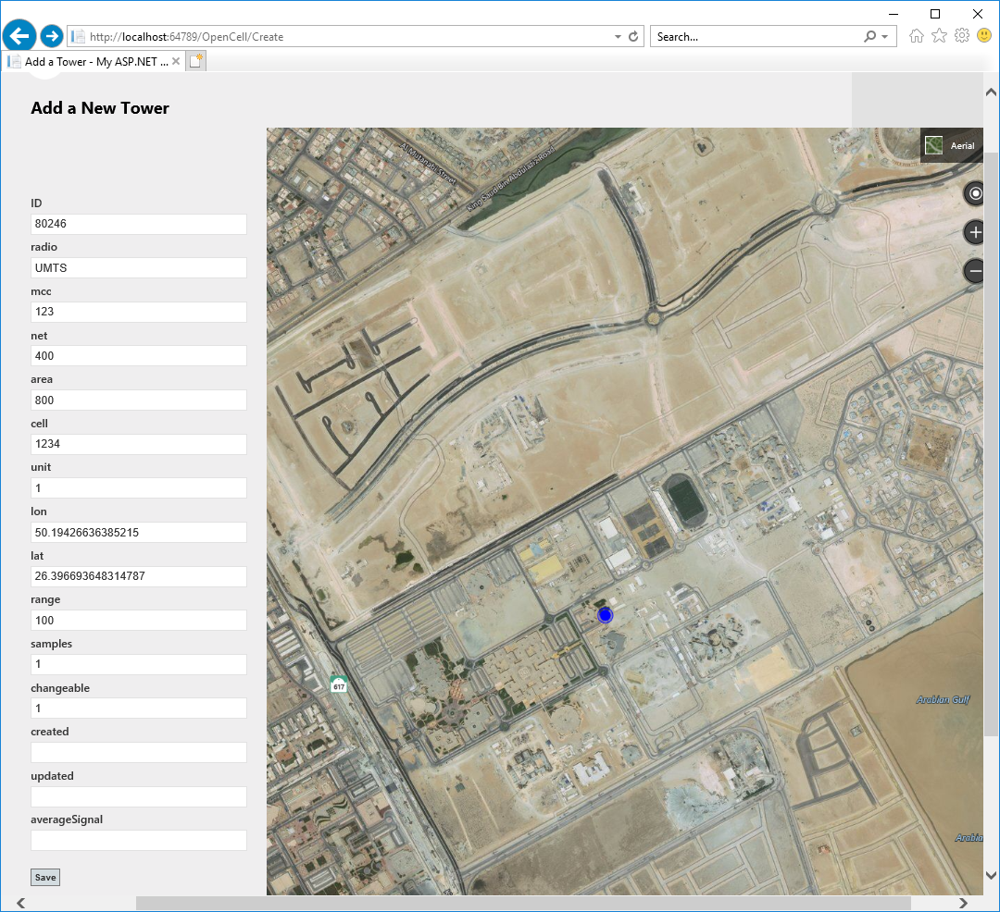 http://localhost:64789/OpenCell/Create
Search...
Add a Tower - My ASP.NET ...
Add a New Tower
ID
80246
radio
UMTS
mcc
123
net
400
area
800
cell
1234
unit
1
lon
50.19426636385215
lat
26.396693648314787
range
100
samples
1
changeable
1
created
updated
averageSignal
Save
Aerial
Al Mutanabi Street
King Saud Bin Abdulaziz Road
617
Arabian Gulf
Arabia